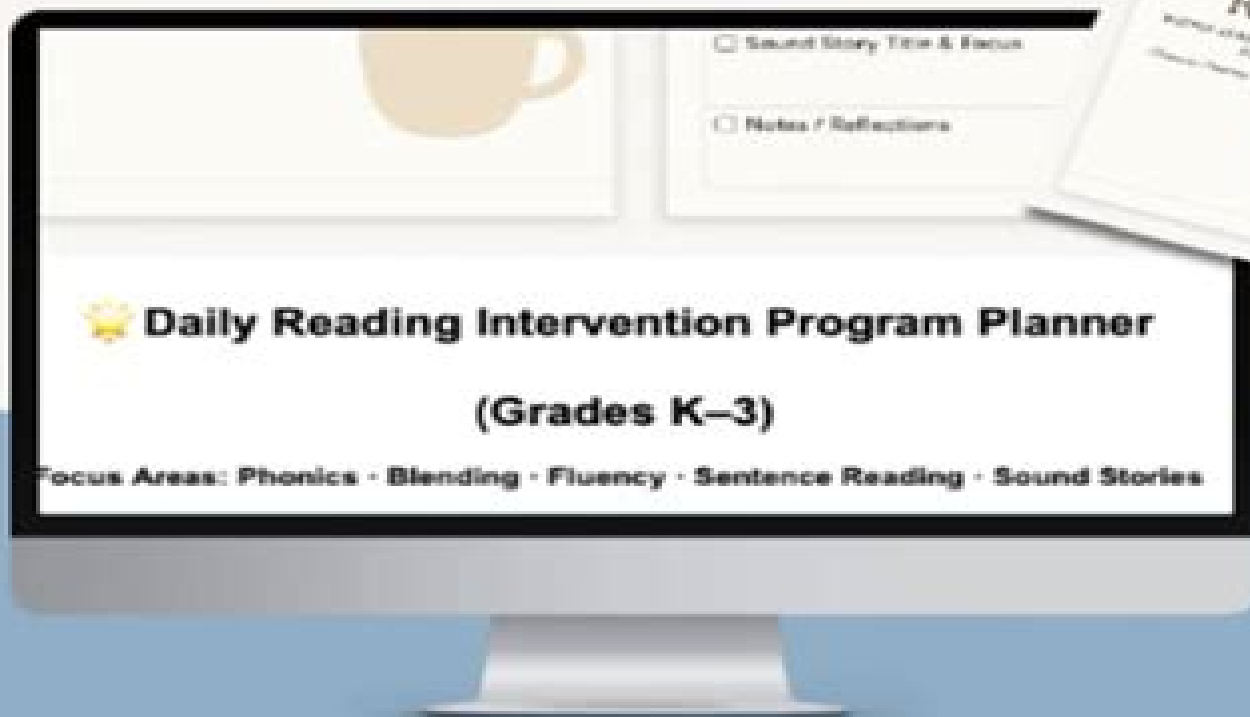 Sound Story Title & Focus
Notes / Reflections
Daily Reading Intervention Program Planner
(Grades K–3)
Focus Areas: Phonics · Blending · Fluency · Sentence Reading · Sound Stories